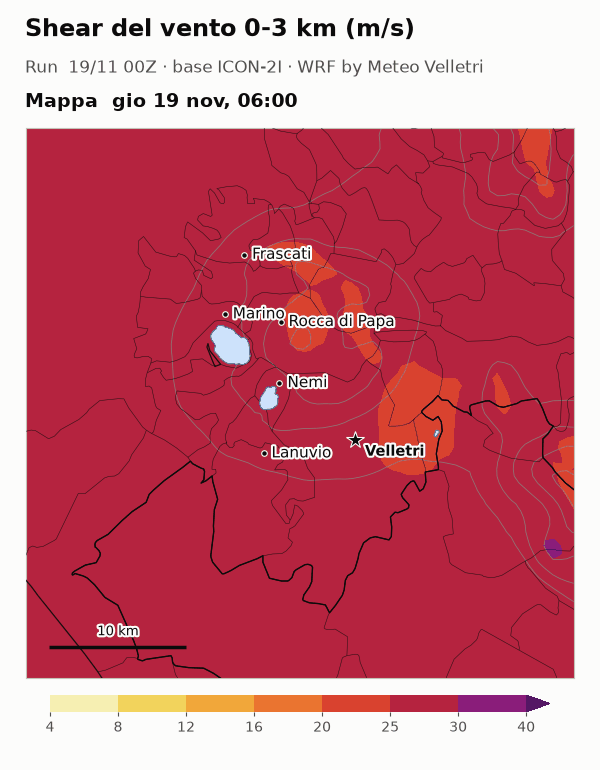 Shear del vento 0-3 km (m/s)
Run  19/11 00Z · base ICON-2I · WRF by Meteo Velletri
Mappa  gio 19 nov, 06:00
Frascati
Marino
Rocca di Papa
Nemi
Velletri
Lanuvio
10 km
4 8 12 16 20 25 30 40